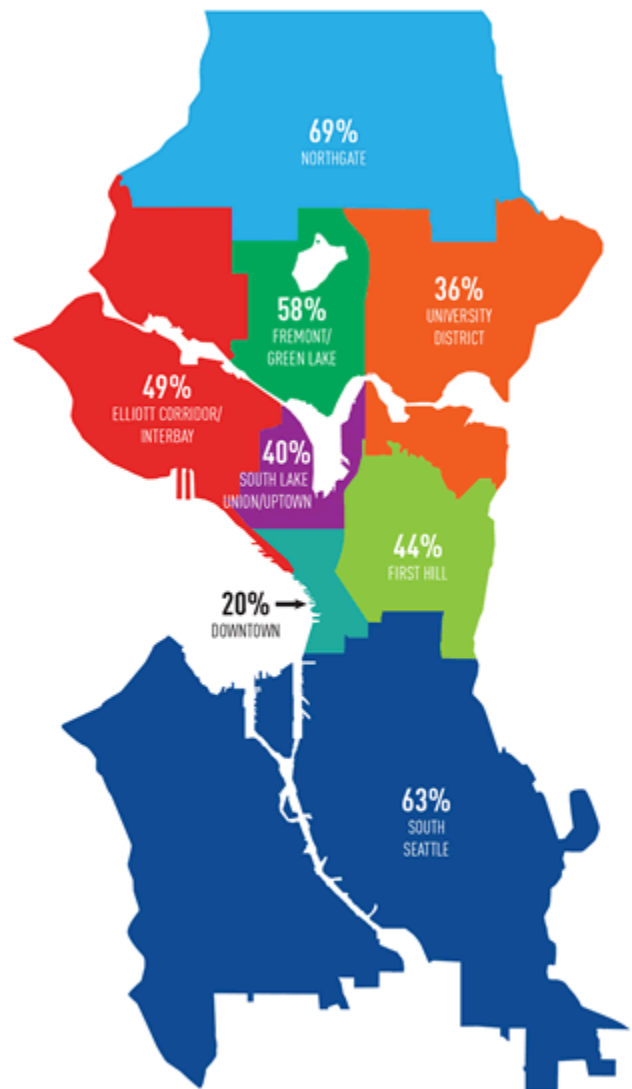 69%
NORTHGATE
58%
FREMONT/
GREEN LAKE
36%
UNIVERSITY
DISTRICT
49%
ELLIOTT CORRIDOR/
INTERBAY
40%
SOUTH LAKE
UNION/UPTOWN
44%
FIRST HILL
20%
DOWNTOWN
63%
SOUTH
SEATTLE